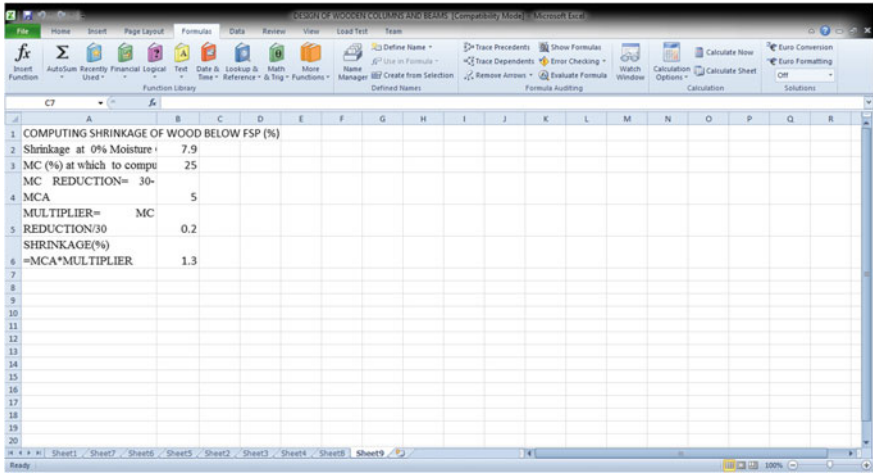 DESIGN OF WOODEN COLUMNS AND BEAMS [Compatibility Mode] - Microsoft Excel
File Home Insert Page Layout Formulas Data Review View Load Test Team
Insert Function
AutoSum
Recently Used
Financial
Logical
Text
Date & Time
Lookup & Reference
Math & Trig
More Functions
Function Library
Name Manager
Define Name
Use in Formula
Create from Selection
Defined Names
Trace Precedents
Trace Dependents
Remove Arrows
Show Formulas
Error Checking
Evaluate Formula
Watch Window
Formula Auditing
Calculation Options
Calculate Now
Calculate Sheet
Calculation
Euro Conversion
Euro Formatting
Off
Solutions
C7 fx
A B C D E F G H I J K L M N O P Q R
1 COMPUTING SHRINKAGE OF WOOD BELOW FSP (%)
2 Shrinkage at 0% Moisture 7.9
3 MC (%) at which to compu 25
MC REDUCTION= 30-
4 MCA 5
MULTIPLIER= MC
5 REDUCTION/30 0.2
SHRINKAGE(%)
6 =MCA*MULTIPLIER 1.3
7
8
9
10
11
12
13
14
15
16
17
18
19
20
Sheet1 Sheet7 Sheet6 Sheet5 Sheet2 Sheet3 Sheet4 Sheet8 Sheet9
Ready 100%